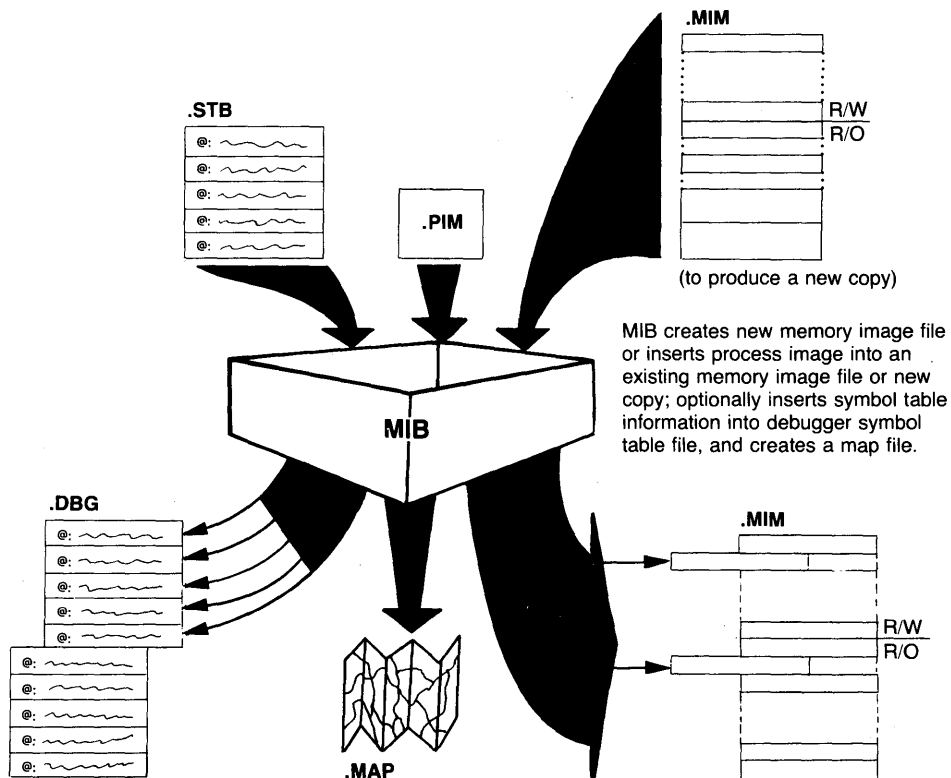 .MIM
R/W
R/O
.STB
@:
@:
@:
@:
@:
.PIM
(to produce a new copy)
MIB creates new memory image file
or inserts process image into an
existing memory image file or new
copy; optionally inserts symbol table
information into debugger symbol
table file, and creates a map file.
MIB
.DBG
@:
@:
@:
@:
@:
@:
@:
@:
@:
@:
.MAP
.MIM
R/W
R/O